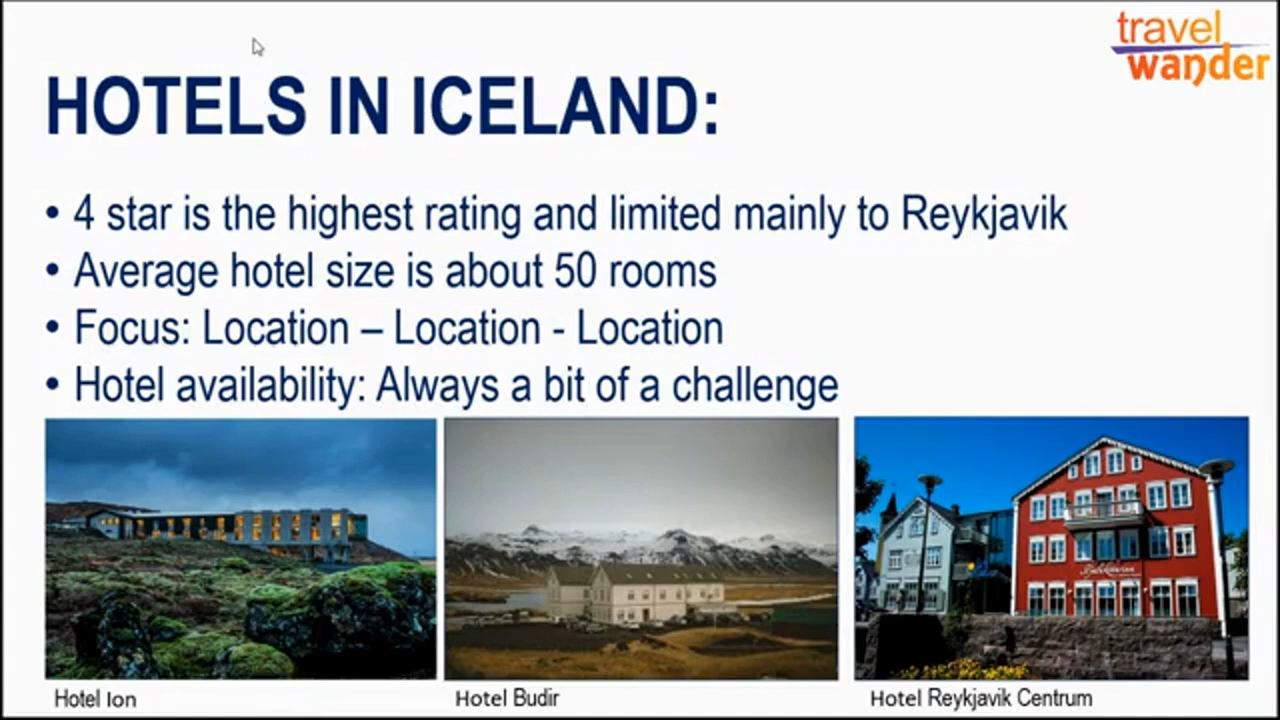 travel
wander
HOTELS IN ICELAND:
• 4 star is the highest rating and limited mainly to Reykjavik
• Average hotel size is about 50 rooms
• Focus: Location – Location - Location
• Hotel availability: Always a bit of a challenge
Hotel Ion
Hotel Budir
Hotel Reykjavik Centrum